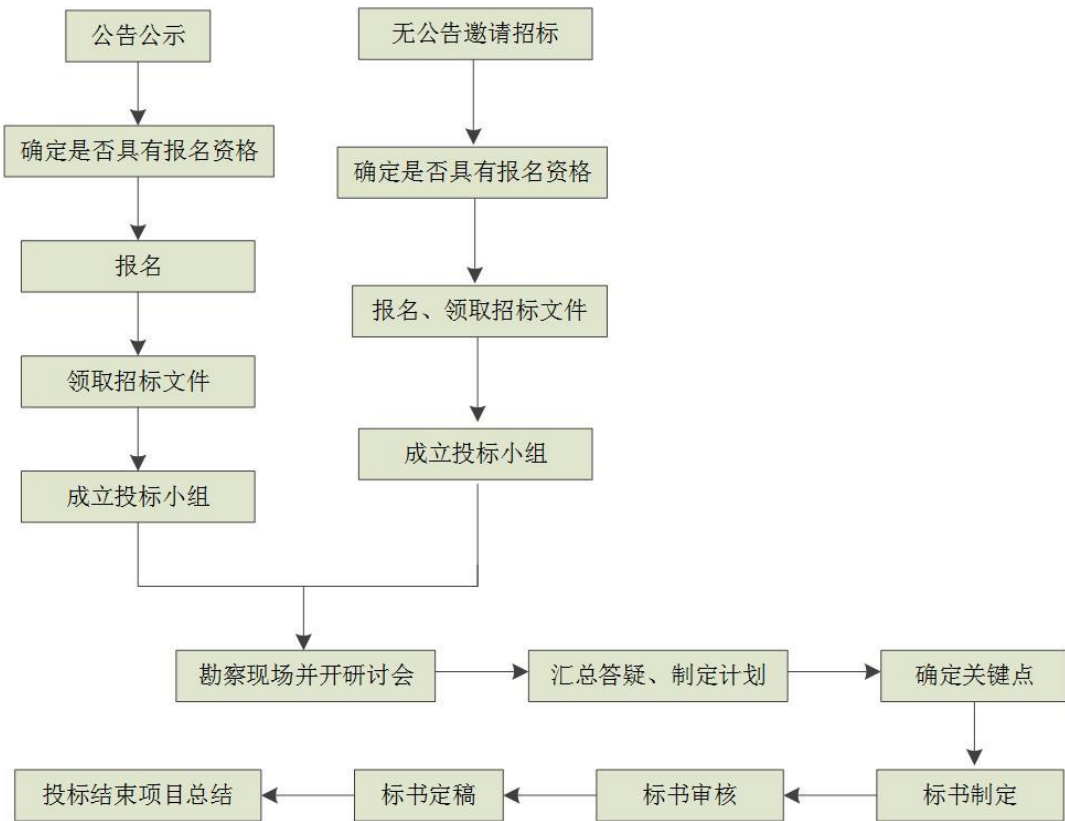 公告公示
无公告邀请招标
确定是否具有报名资格
确定是否具有报名资格
报名
报名、领取招标文件
领取招标文件
成立投标小组
成立投标小组
勘察现场并开研讨会
汇总答疑、制定计划
确定关键点
投标结束项目总结
标书定稿
标书审核
标书制定